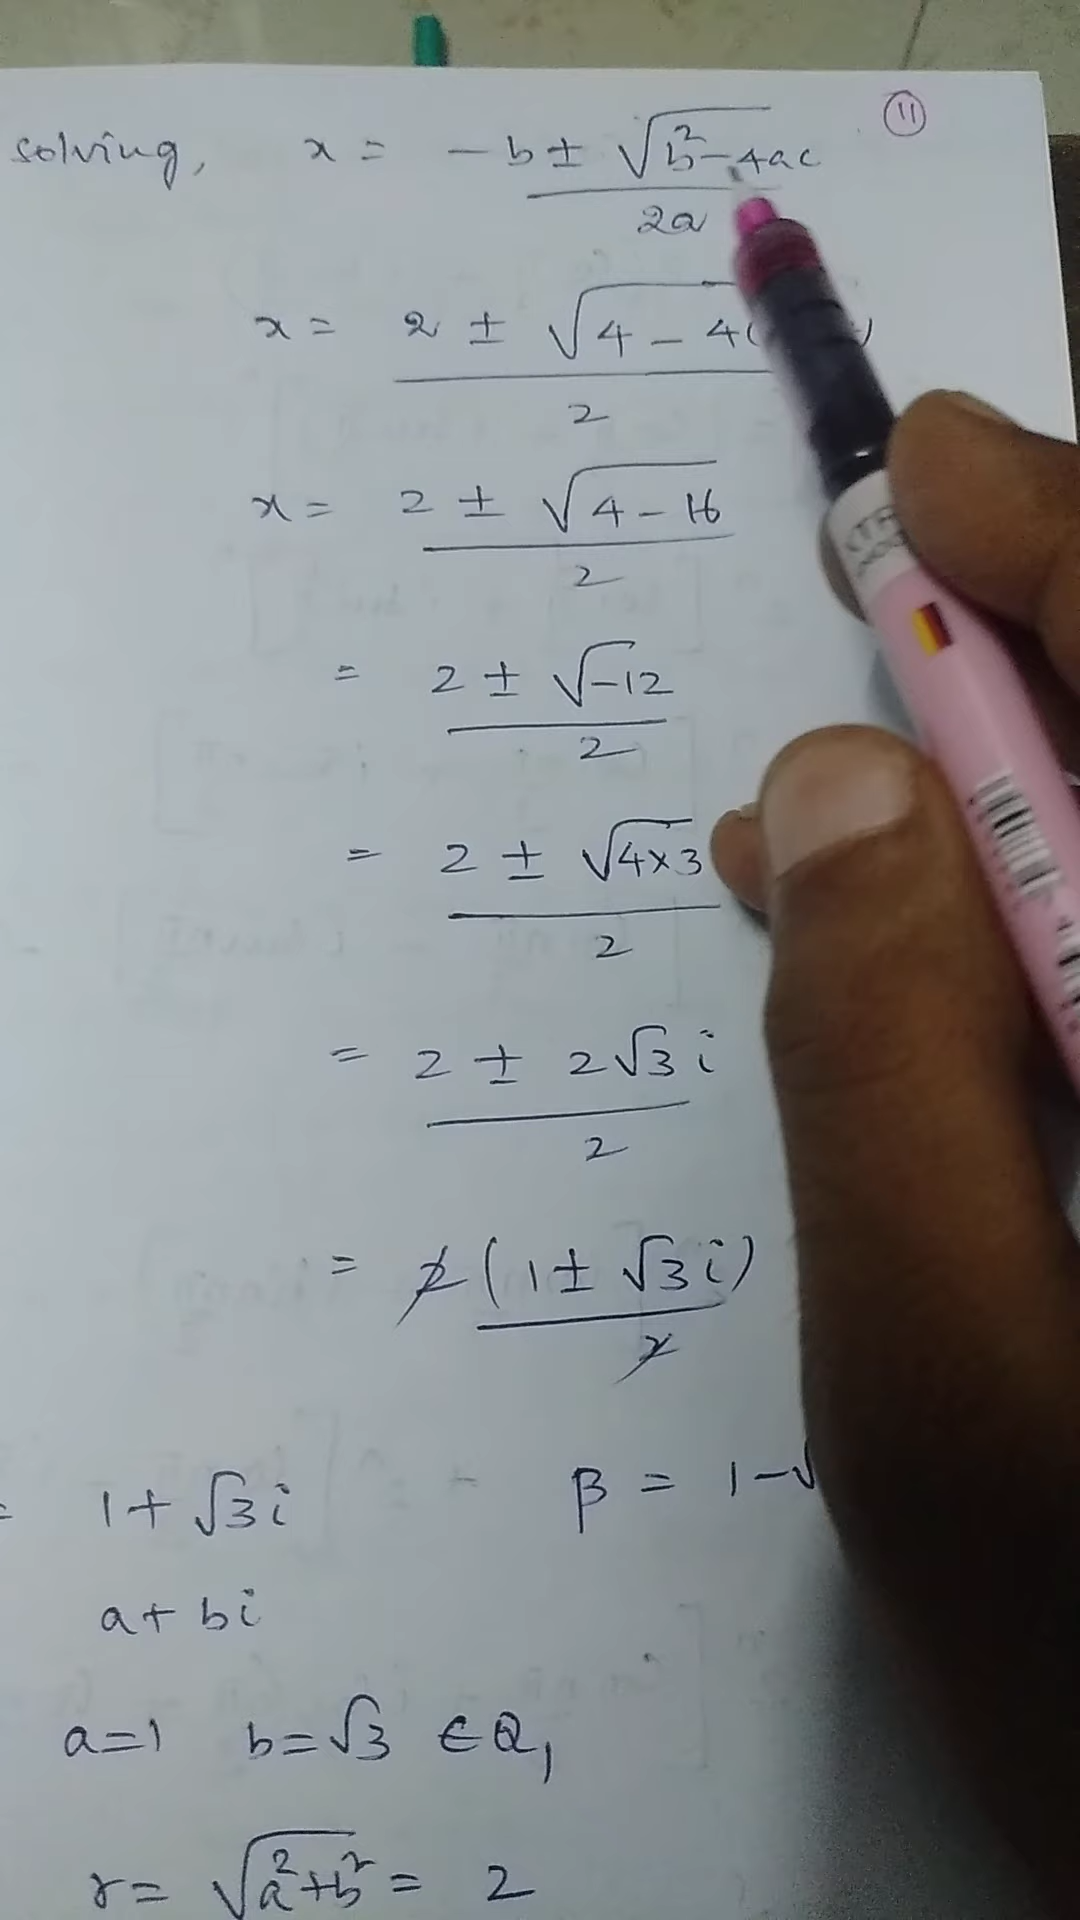 11
solving, x = -b ± √b²-4ac
2a
x = 2 ± √4 - 4( )
2
x = 2 ± √4 - 16
2
= 2 ± √-12
2
= 2 ± √4×3
2
= 2 ± 2√3 i
2
= 2 (1 ± √3 i)
2
= 1 + √3 i β = 1 - √
a + bi
a=1 b=√3 ∈ Q,
r = √a²+b² = 2